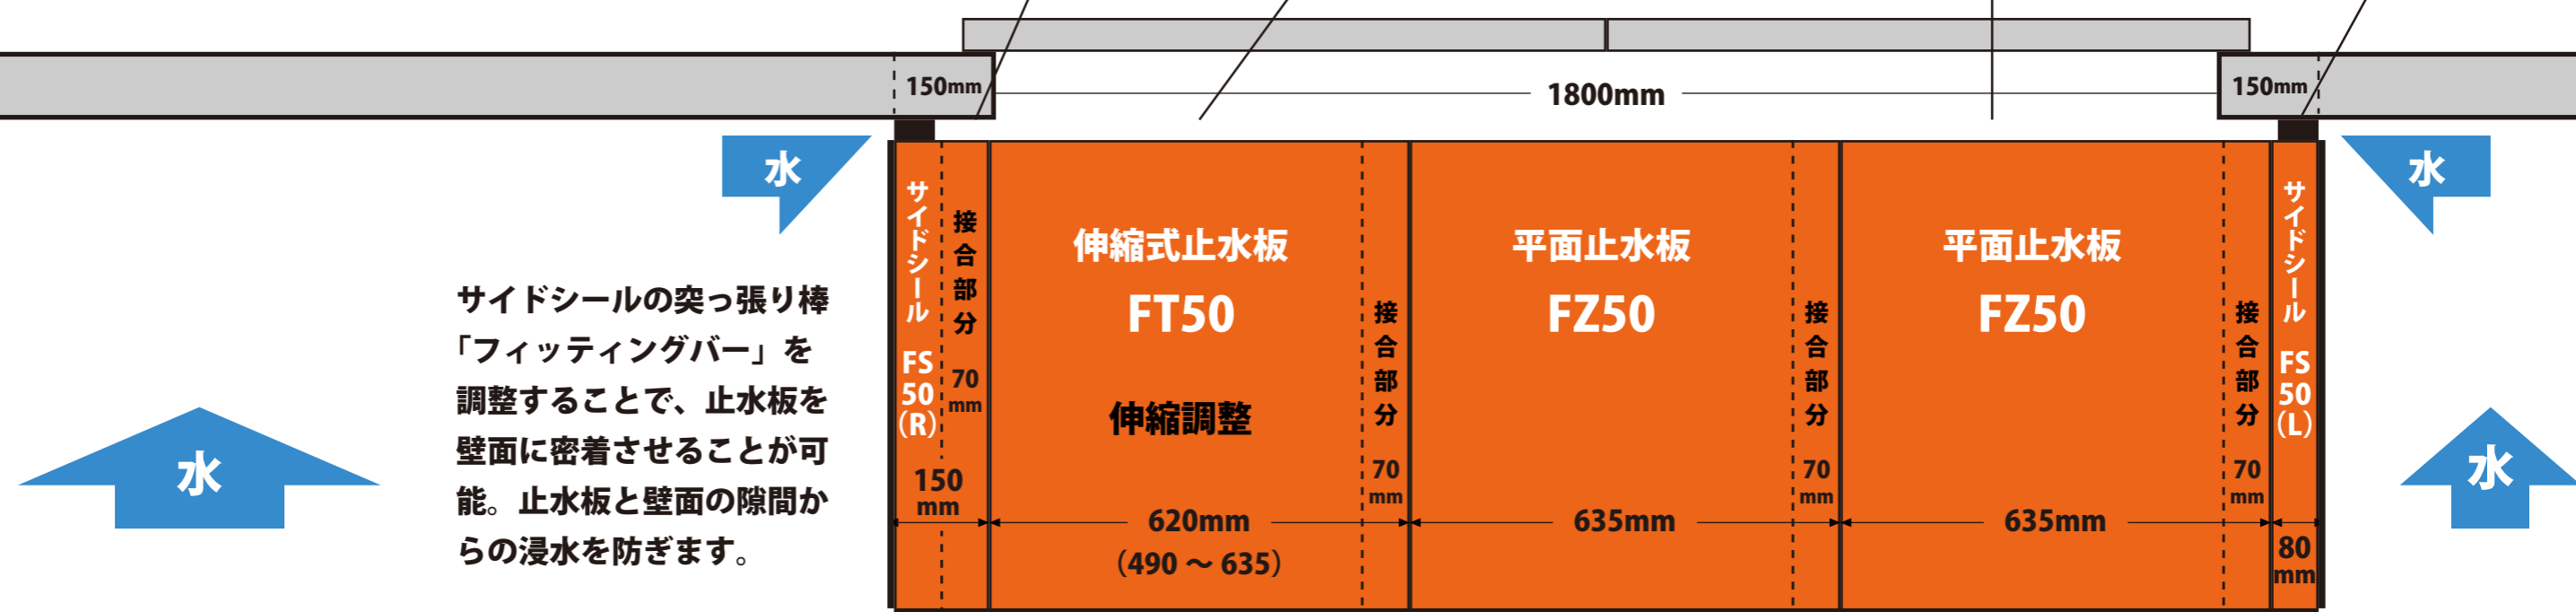 150mm
1800mm
150mm
水
水
サイドシールの突っ張り棒
「フィッティングバー」を
調整することで、止水板を
壁面に密着させることが可
能。止水板と壁面の隙間か
らの浸水を防ぎます。
水
サイドシール FS50(R)
接合部分 70mm
150mm
伸縮式止水板
FT50
伸縮調整
620mm
（490 〜 635）
接合部分 70mm
平面止水板
FZ50
635mm
接合部分 70mm
平面止水板
FZ50
635mm
接合部分 70mm
サイドシール FS50(L)
80mm
水